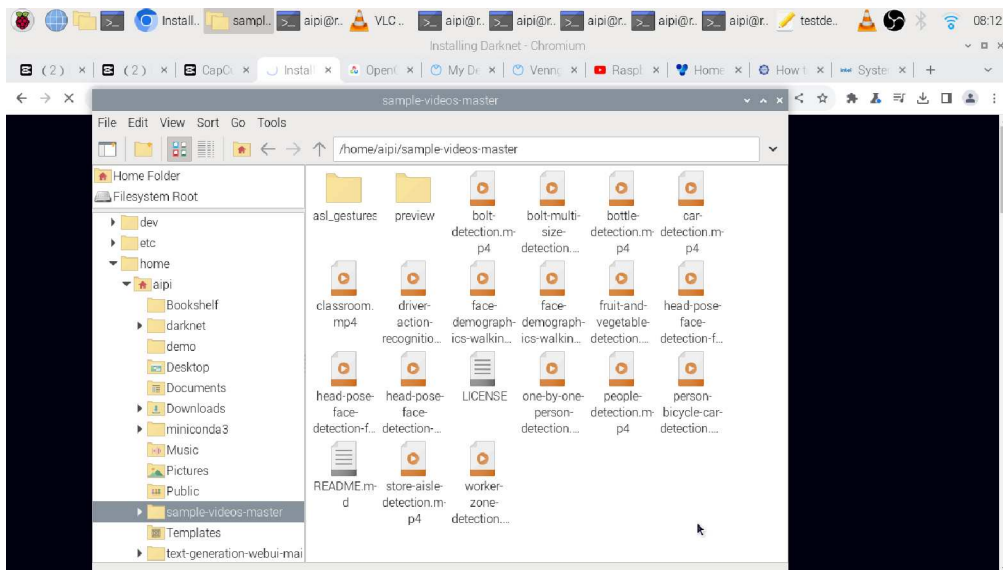 Install..
sampl..
aipi@r..
VLC ..
aipi@r..
aipi@r..
aipi@r..
aipi@r..
aipi@r..
testde..
08:12
Installing Darknet - Chromium
(2)
(2)
Instal
My De
Raspl
Home
How t
Syste
sample-videos-master
File Edit View Sort Go Tools
/home/aipi/sample-videos-master
Home Folder
Filesystem Root
dev
etc
home
aipi
Bookshelf
darknet
demo
Desktop
Documents
Downloads
miniconda3
Music
Pictures
Public
sample-videos-master
Templates
text-generation-webui-mai
asl_gestures
preview
bolt-
detection.m-
p4
bolt-multi-
size-
detection....
bottle-
detection.m-
p4
car-
detection.m-
p4
classroom.
mp4
driver-
action-
recognitio...
face-
demograph-
ics-walkin...
face-
demograph-
ics-walkin...
fruit-and-
vegetable-
detection....
head-pose-
face-
detection-f...
head-pose-
face-
detection-f...
head-pose-
face-
detection-...
LICENSE
one-by-one-
person-
detection....
people-
detection.m-
p4
person-
bicycle-car-
detection....
README.m-
d
store-aisle-
detection.m-
p4
worker-
zone-
detection....